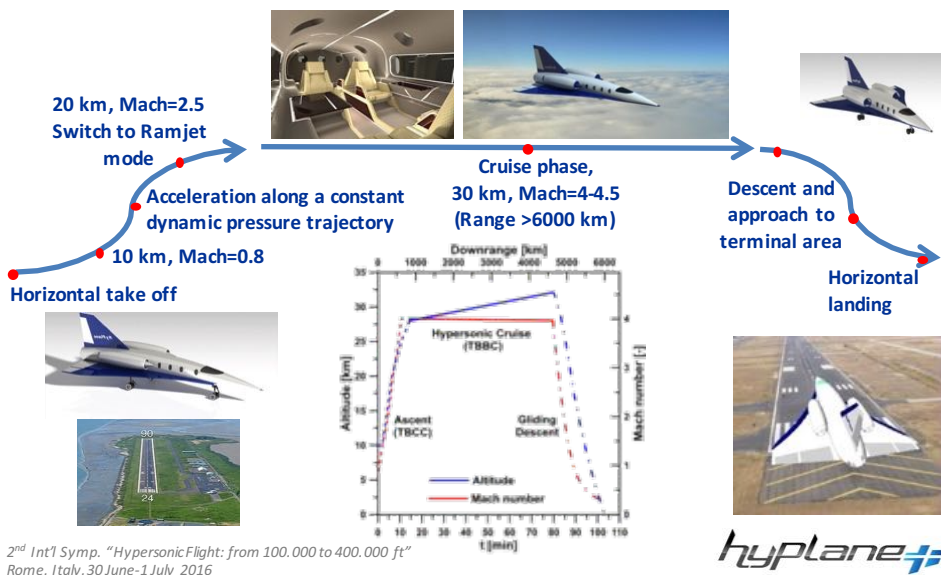 20 km, Mach=2.5
Switch to Ramjet
mode
Acceleration along a constant
dynamic pressure trajectory
10 km, Mach=0.8
Horizontal take off
Cruise phase,
30 km, Mach=4-4.5
(Range >6000 km)
Descent and
approach to
terminal area
Horizontal
landing
Downrange [km]
0 1000 2000 3000 4000 5000 6000
35
30
25
20
15
10
5
0
Altitude [km]
Hypersonic Cruise
(TBBC)
Ascent
(TBCC)
Gliding
Descent
Altitude
Mach number
4
3
2
1
0
Mach number [-]
0 10 20 30 40 50 60 70 80 90 100 110
t [min]
90
24
2nd Int'l Symp. "Hypersonic Flight: from 100.000 to 400.000 ft"
Rome, Italy, 30 June-1 July 2016
hyplane